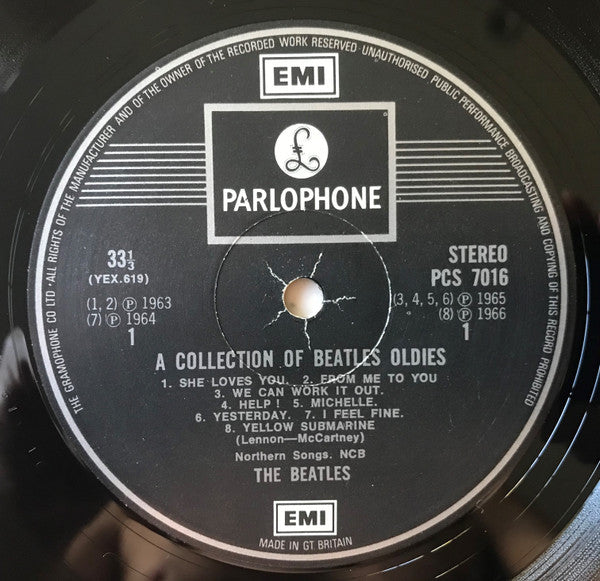 THE GRAMOPHONE CO LTD · ALL RIGHTS OF THE MANUFACTURER AND OF THE OWNER OF THE RECORDED WORK RESERVED · UNAUTHORISED PUBLIC PERFORMANCE BROADCASTING AND COPYING OF THIS RECORD PROHIBITED
EMI
£
PARLOPHONE
33⅓
(YEX.619)
STEREO
PCS 7016
(1, 2) ℗ 1963
(7) ℗ 1964
1
(3, 4, 5, 6) ℗ 1965
(8) ℗ 1966
1
A COLLECTION OF BEATLES OLDIES
1. SHE LOVES YOU. 2. FROM ME TO YOU
3. WE CAN WORK IT OUT.
4. HELP! 5. MICHELLE.
6. YESTERDAY. 7. I FEEL FINE.
8. YELLOW SUBMARINE
(Lennon—McCartney)
Northern Songs. NCB
THE BEATLES
EMI
MADE IN GT. BRITAIN